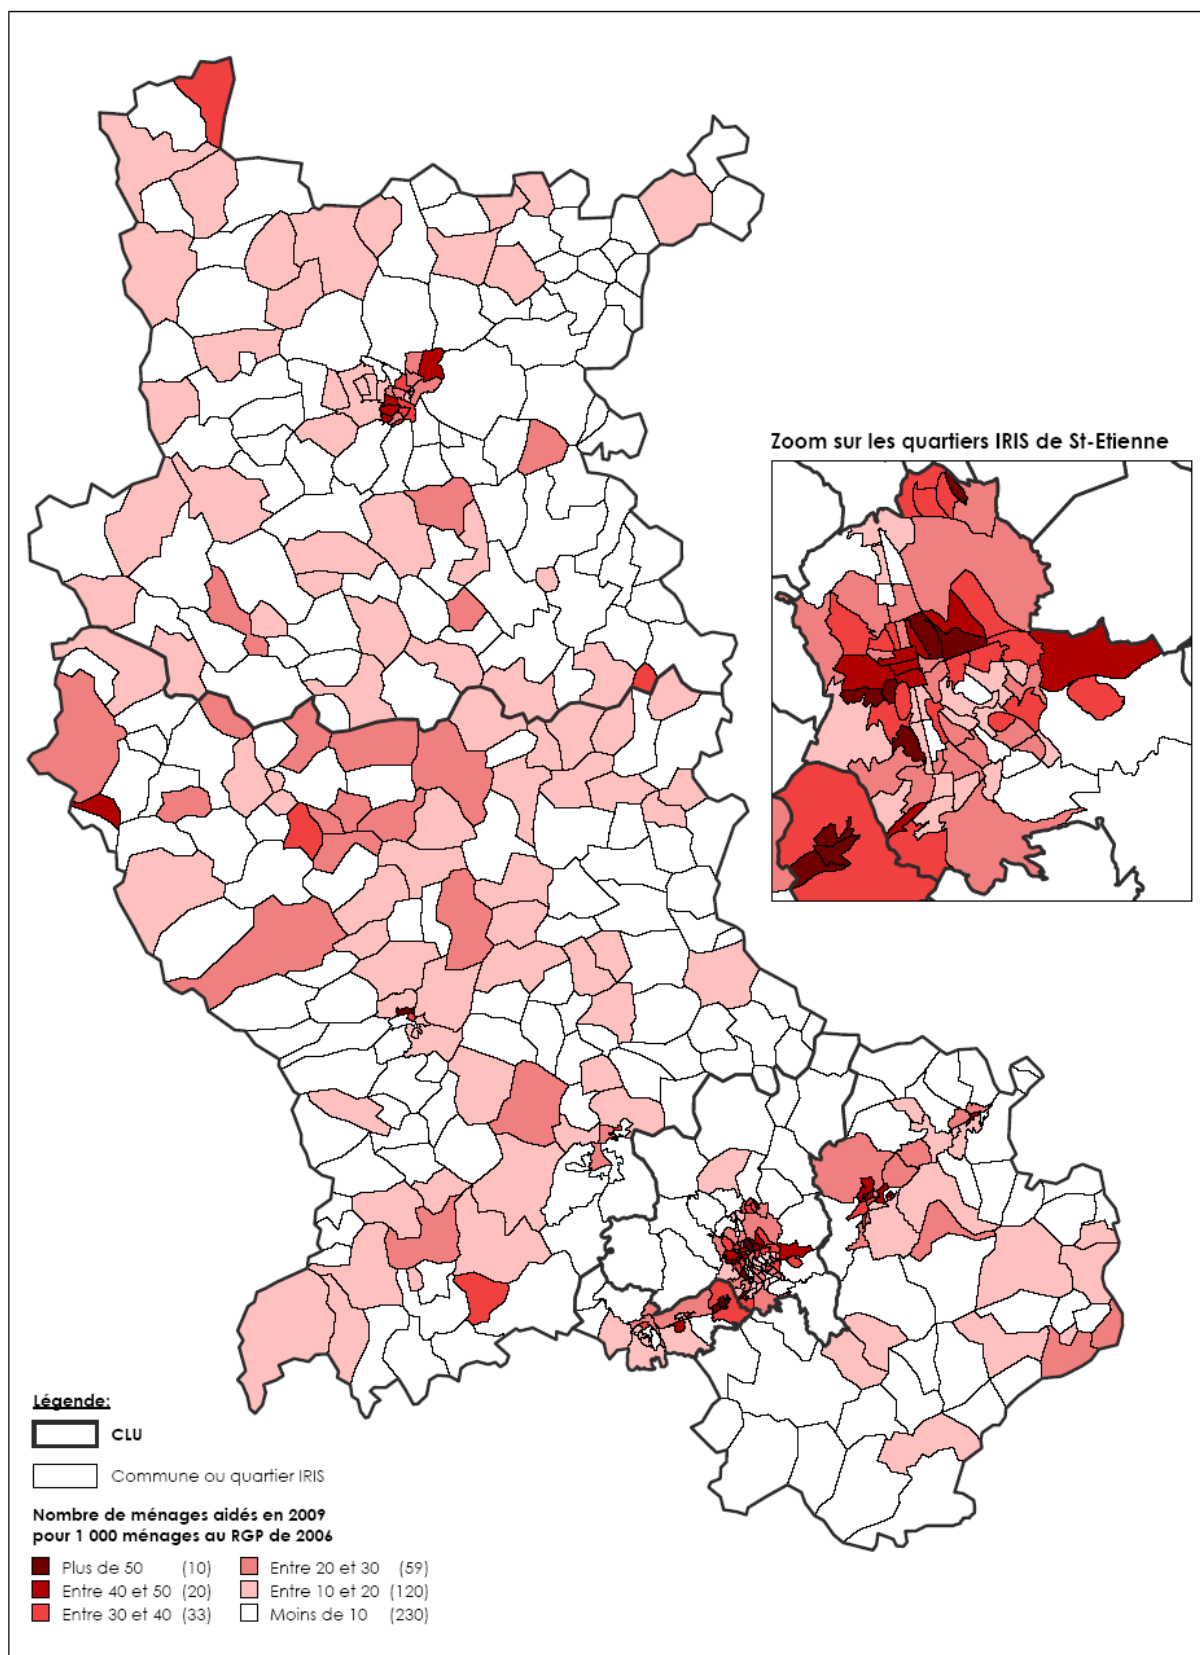 Zoom sur les quartiers IRIS de St-Etienne
Légende:
CLU
Commune ou quartier IRIS
Nombre de ménages aidés en 2009
pour 1 000 ménages au RGP de 2006
Plus de 50 (10)
Entre 40 et 50 (20)
Entre 30 et 40 (33)
Entre 20 et 30 (59)
Entre 10 et 20 (120)
Moins de 10 (230)